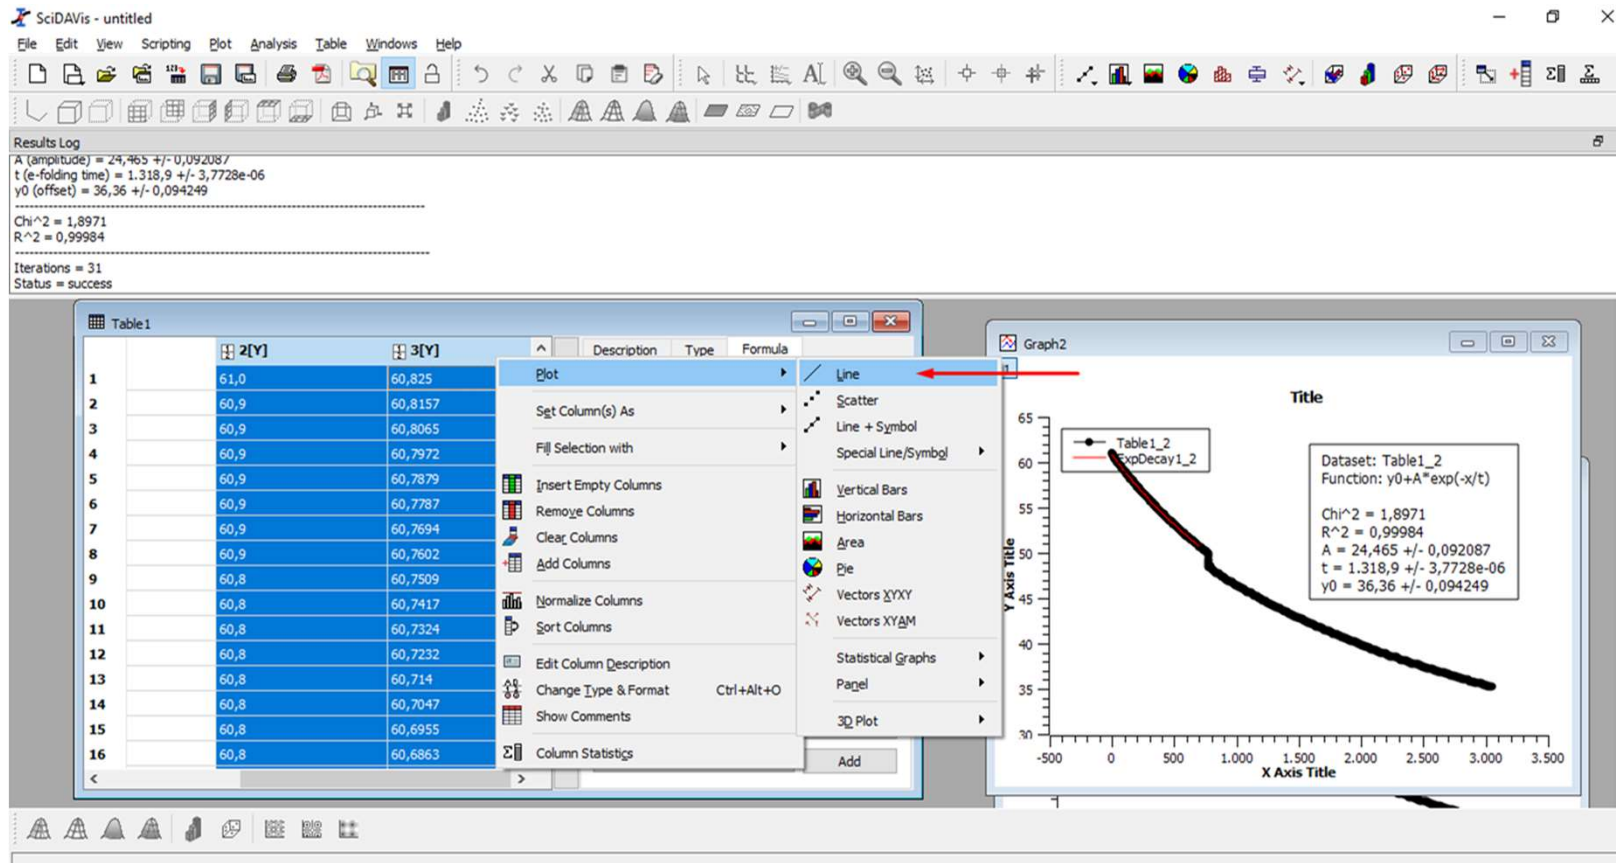 SciDAVis - untitled
File Edit View Scripting Plot Analysis Table Windows Help
Results Log
A (amplitude) = 24,465 +/- 0,092087
t (e-folding time) = 1.318,9 +/- 3,7728e-06
y0 (offset) = 36,36 +/- 0,094249
--------------------------------------------------------------------------------------
Chi^2 = 1,8971
R^2 = 0,99984
---------------------------------------------------------------------------------------
Iterations = 31
Status = success
Table1
2[Y] 3[Y]
1 61,0 60,825
2 60,9 60,8157
3 60,9 60,8065
4 60,9 60,7972
5 60,9 60,7879
6 60,9 60,7787
7 60,9 60,7694
8 60,9 60,7602
9 60,8 60,7509
10 60,8 60,7417
11 60,8 60,7324
12 60,8 60,7232
13 60,8 60,714
14 60,8 60,7047
15 60,8 60,6955
16 60,8 60,6863
Description Type Formula
Plot
Set Column(s) As
Fill Selection with
Insert Empty Columns
Remove Columns
Clear Columns
Add Columns
Normalize Columns
Sort Columns
Edit Column Description
Change Type & Format Ctrl+Alt+O
Show Comments
Column Statistics
Line
Scatter
Line + Symbol
Special Line/Symbol
Vertical Bars
Horizontal Bars
Area
Pie
Vectors XYXY
Vectors XYAM
Statistical Graphs
Panel
3D Plot
Add
Graph2
1
Title
Table1_2
ExpDecay1_2
Dataset: Table1_2
Function: y0+A*exp(-x/t)
Chi^2 = 1,8971
R^2 = 0,99984
A = 24,465 +/- 0,092087
t = 1.318,9 +/- 3,7728e-06
y0 = 36,36 +/- 0,094249
Y Axis Title
65
60
55
50
45
40
35
30
-500 0 500 1.000 1.500 2.000 2.500 3.000 3.500
X Axis Title